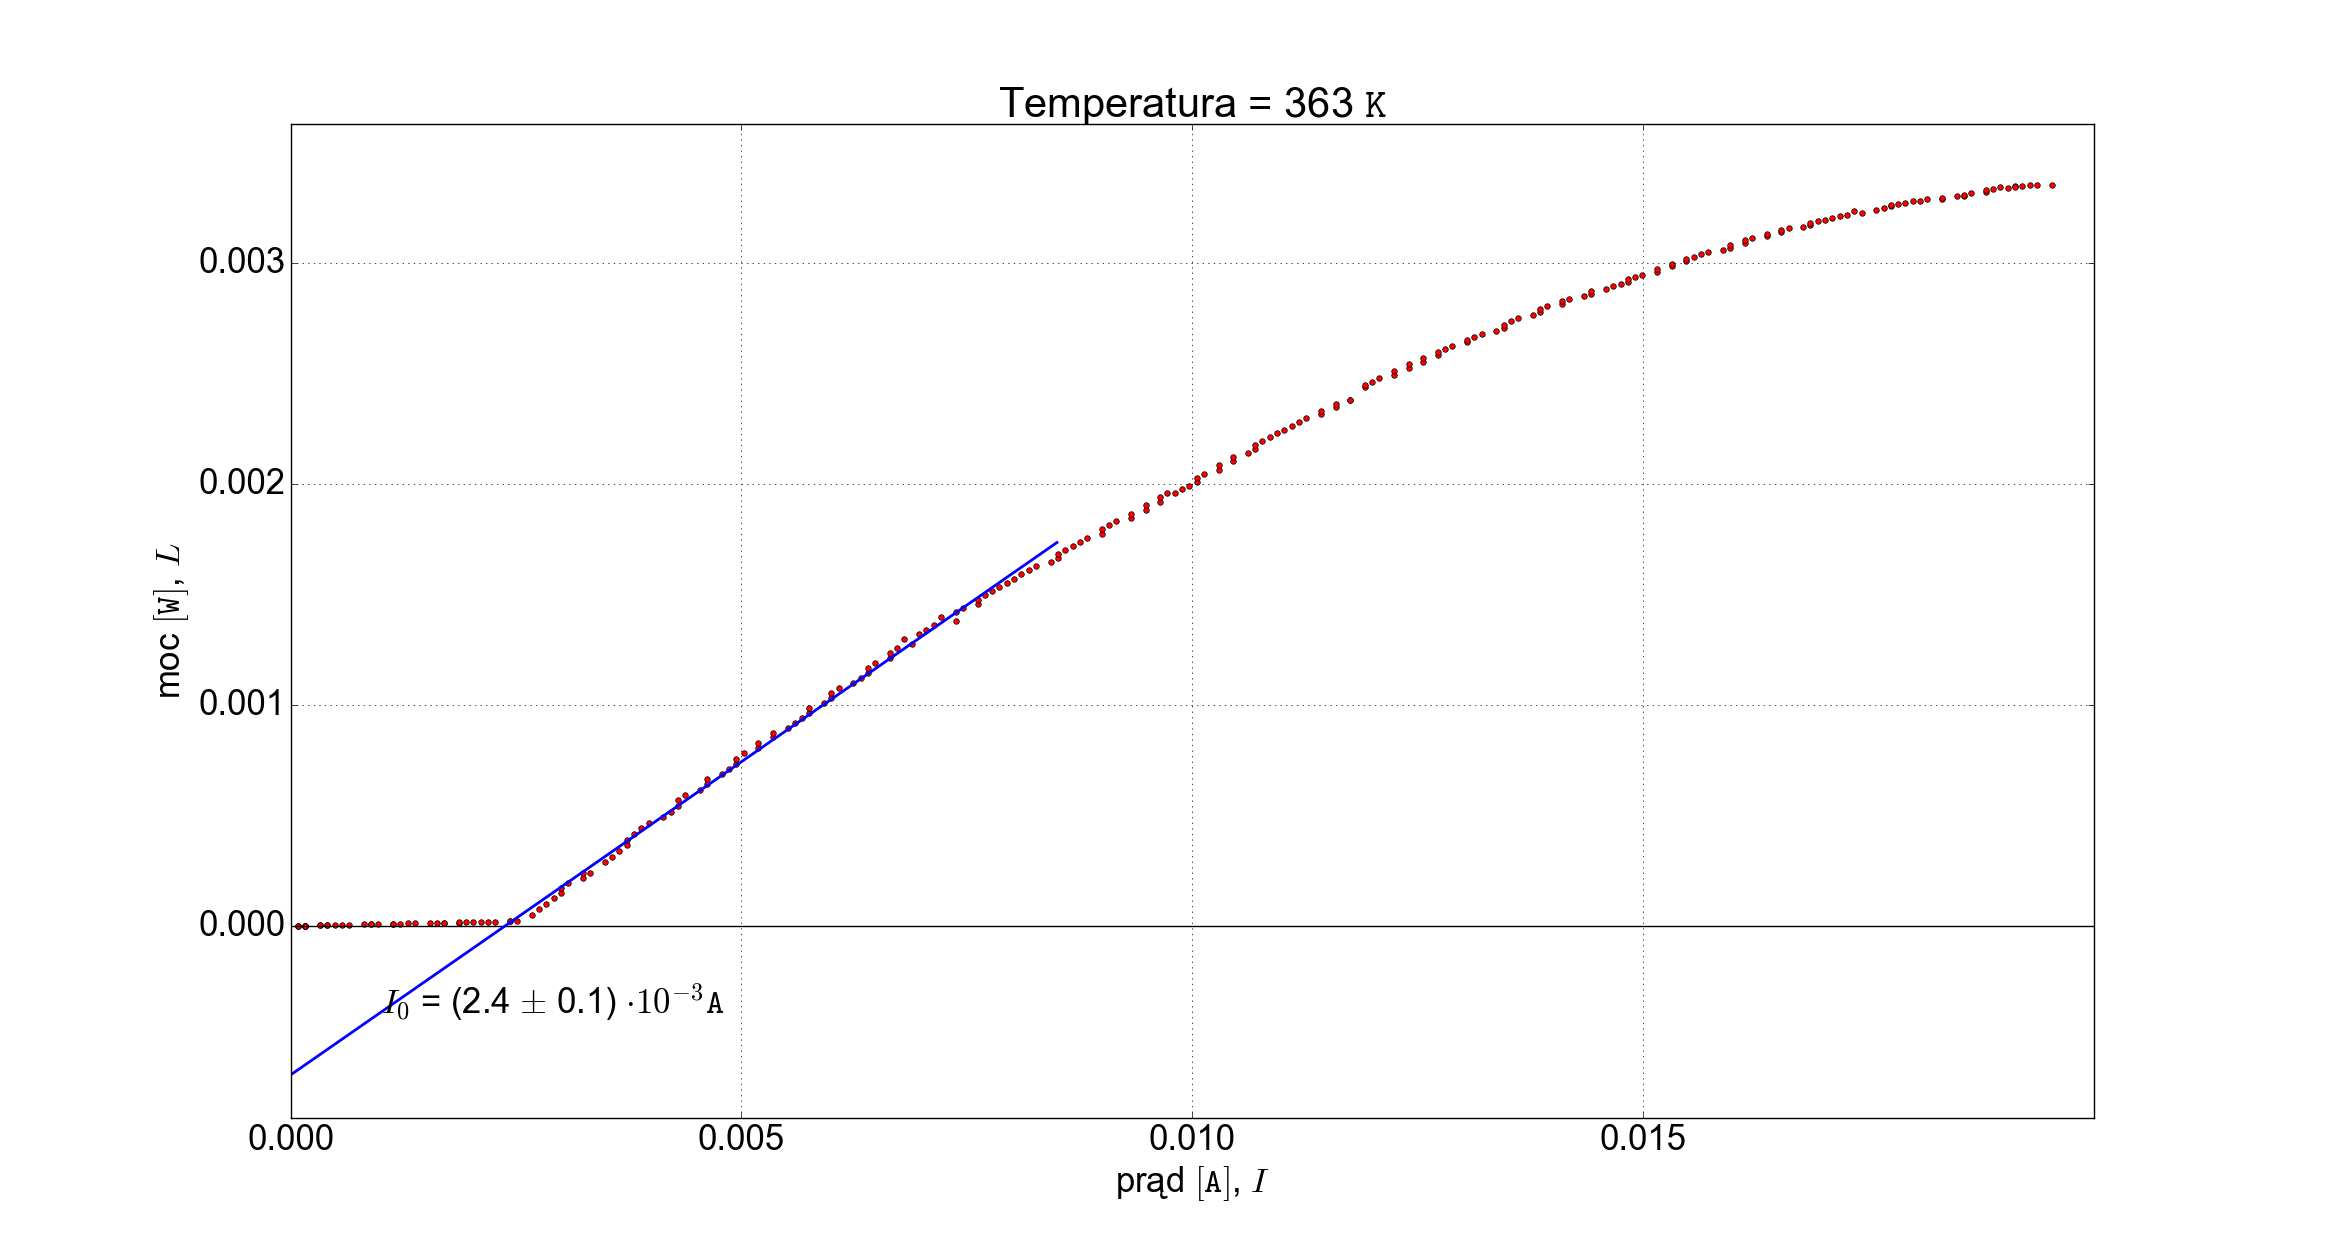 Temperatura = 363 K
moc [W], L
0.003
0.002
0.001
0.000
I₀ = (2.4 ± 0.1) ·10⁻³A
0.000 0.005 0.010 0.015
prąd [A], I